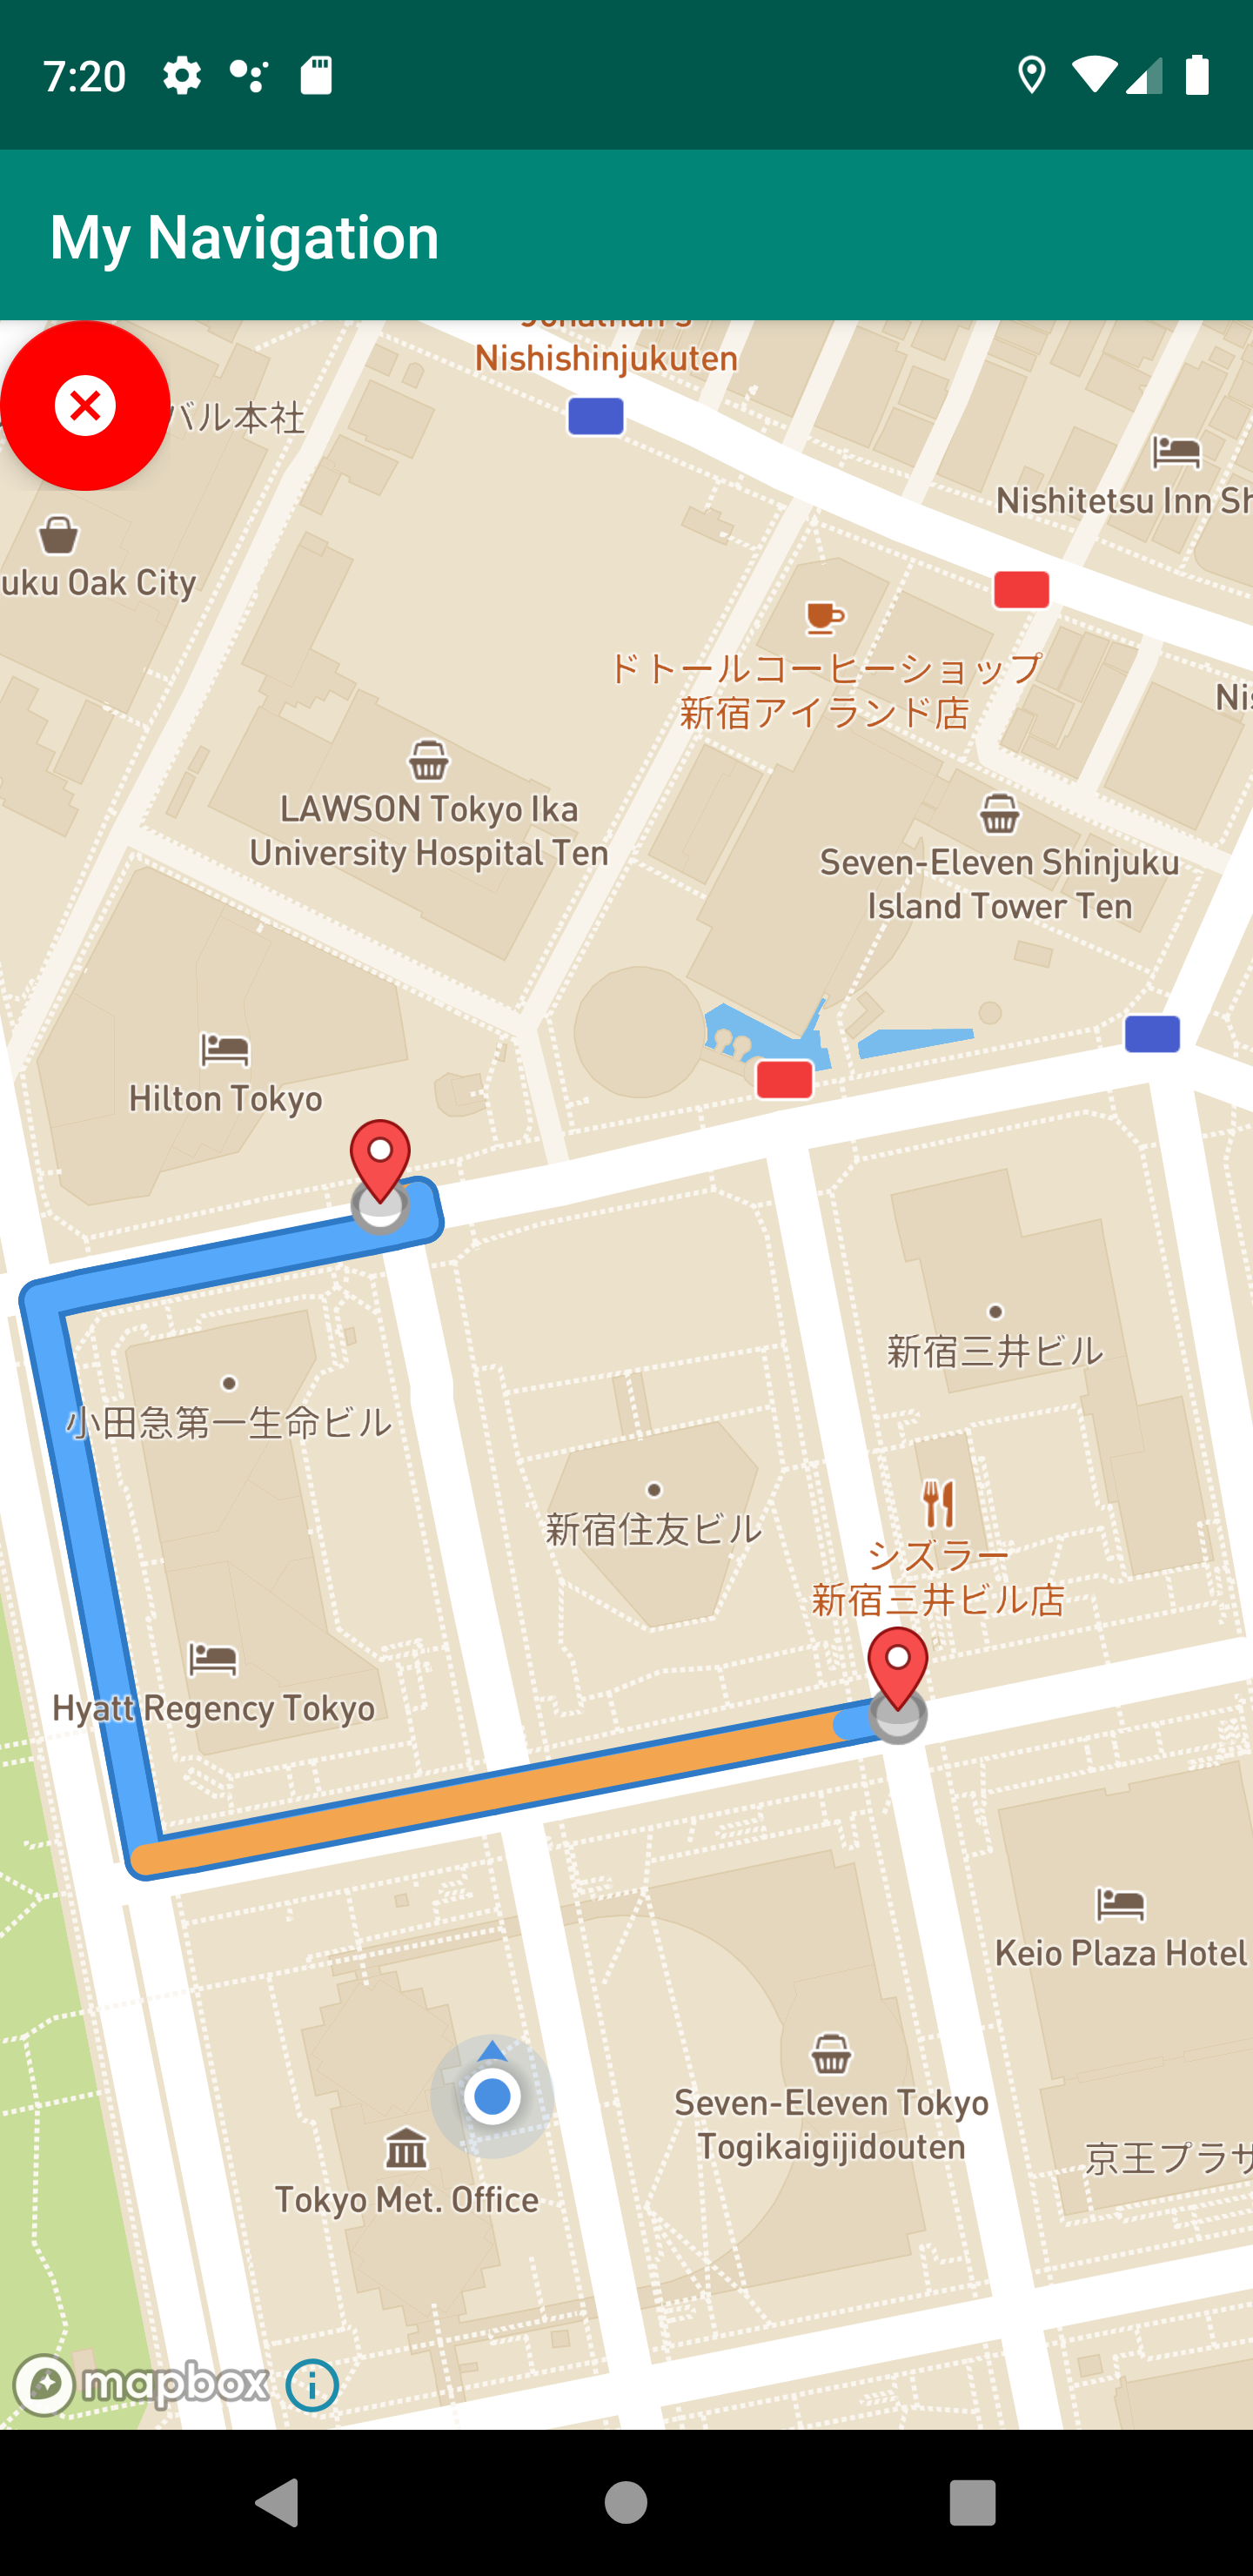 7:20
My Navigation
Nishishinjukuten
バル本社
Nishitetsu Inn Sh
uku Oak City
ドトールコーヒーショップ
新宿アイランド店
Nis
LAWSON Tokyo Ika
University Hospital Ten
Seven-Eleven Shinjuku
Island Tower Ten
Hilton Tokyo
新宿三井ビル
小田急第一生命ビル
新宿住友ビル
シズラー
新宿三井ビル店
Hyatt Regency Tokyo
Keio Plaza Hotel
Seven-Eleven Tokyo
Togikaigijidouten
京王プラザ
Tokyo Met. Office
mapbox